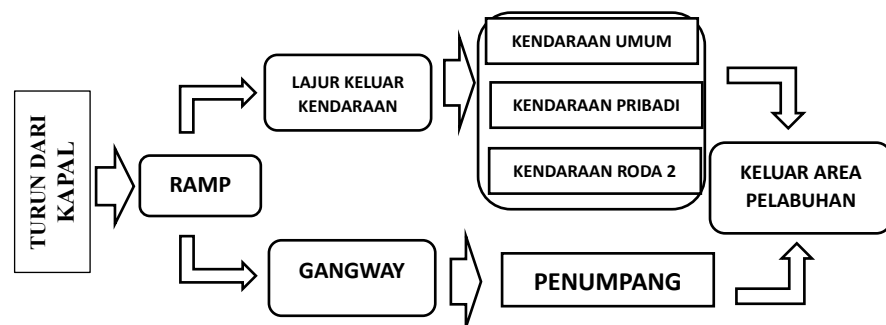 TURUN DARI
KAPAL
RAMP
LAJUR KELUAR
KENDARAAN
KENDARAAN UMUM
KENDARAAN PRIBADI
KENDARAAN RODA 2
GANGWAY
PENUMPANG
KELUAR AREA
PELABUHAN